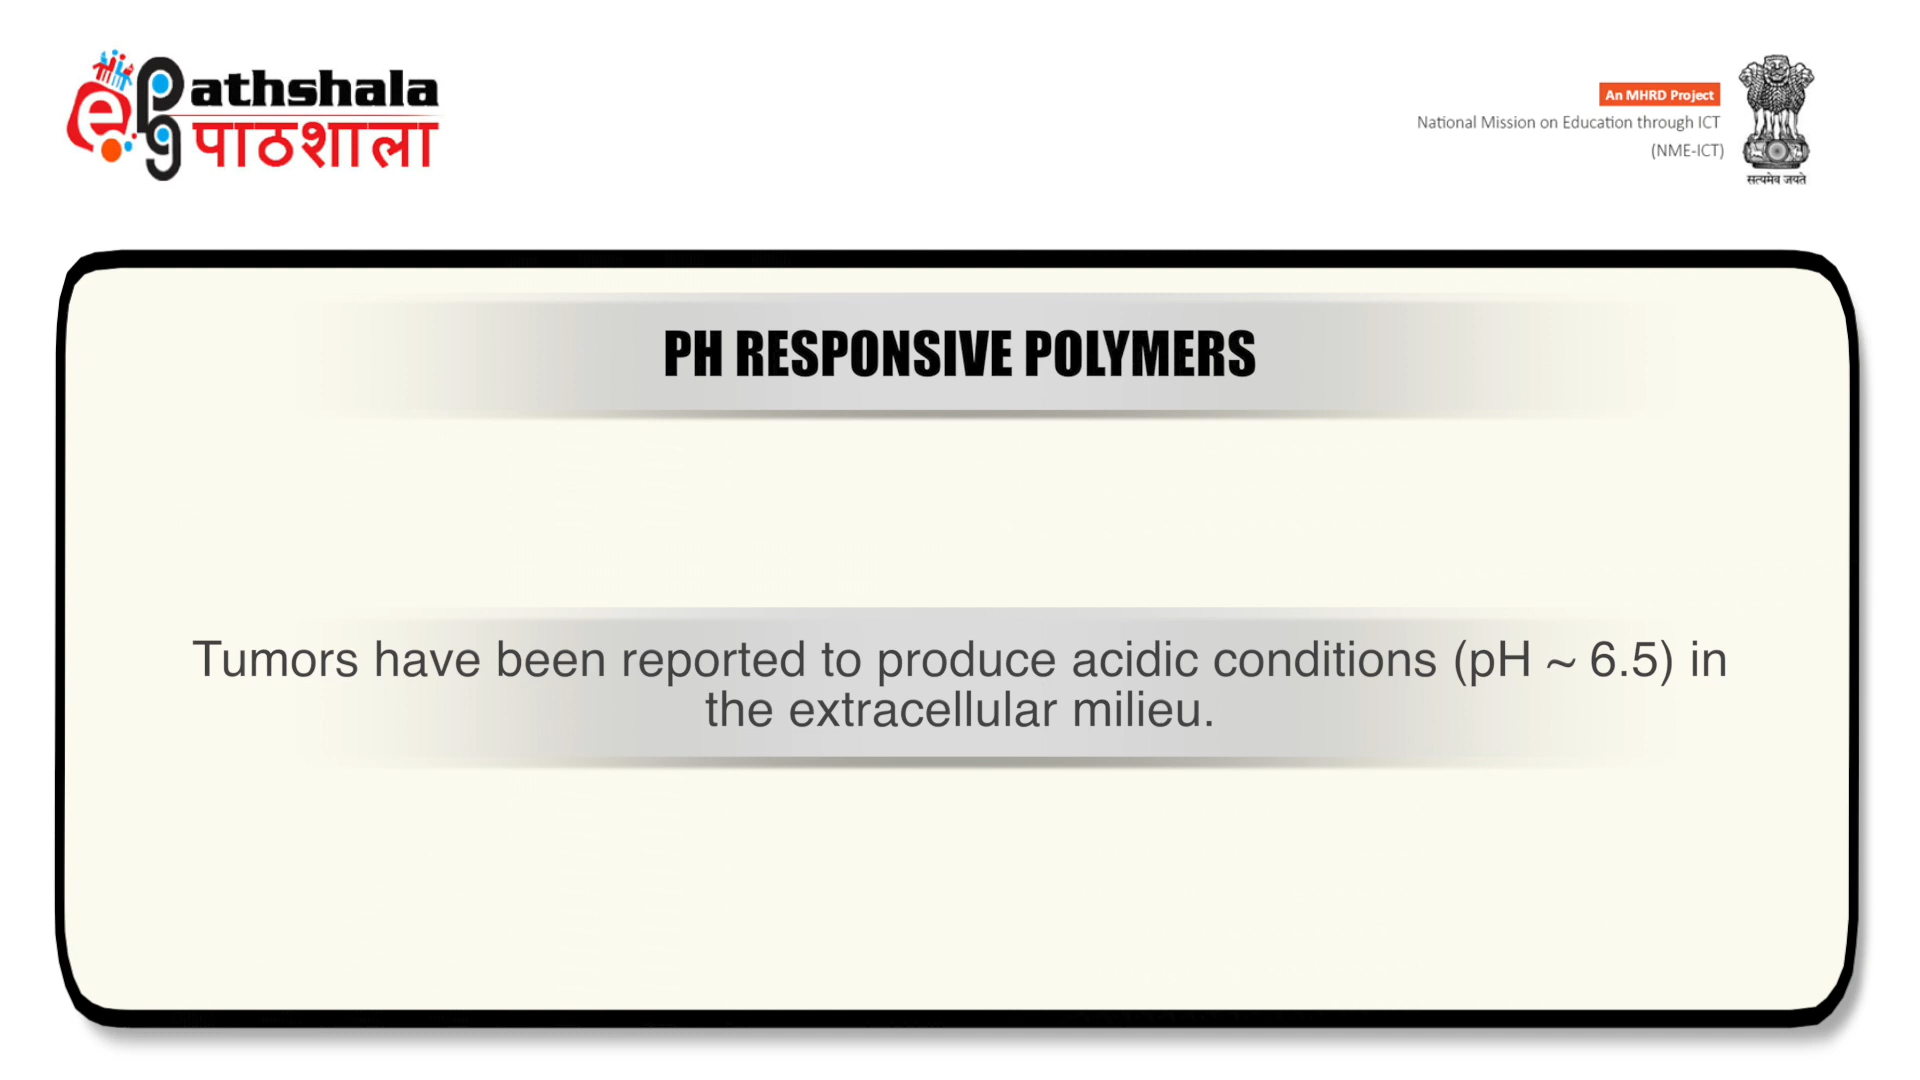 ePg athshala
पाठशाला
An MHRD Project
National Mission on Education through ICT
(NME-ICT)
सत्यमेव जयते
PH RESPONSIVE POLYMERS
Tumors have been reported to produce acidic conditions (pH ~ 6.5) in
the extracellular milieu.